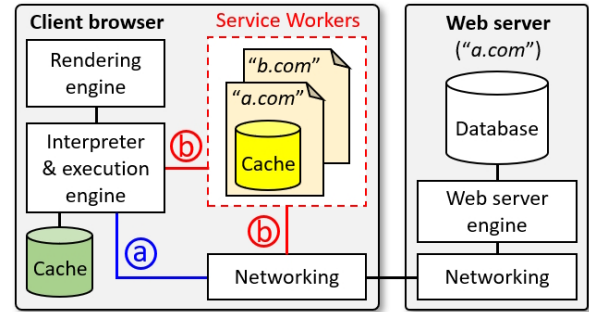 Client browser
Service Workers
Web server
("a.com")
Rendering
engine
"b.com"
"a.com"
Database
Interpreter
& execution
engine
ⓑ
Cache
Web server
engine
ⓑ
ⓐ
Cache
Networking
Networking